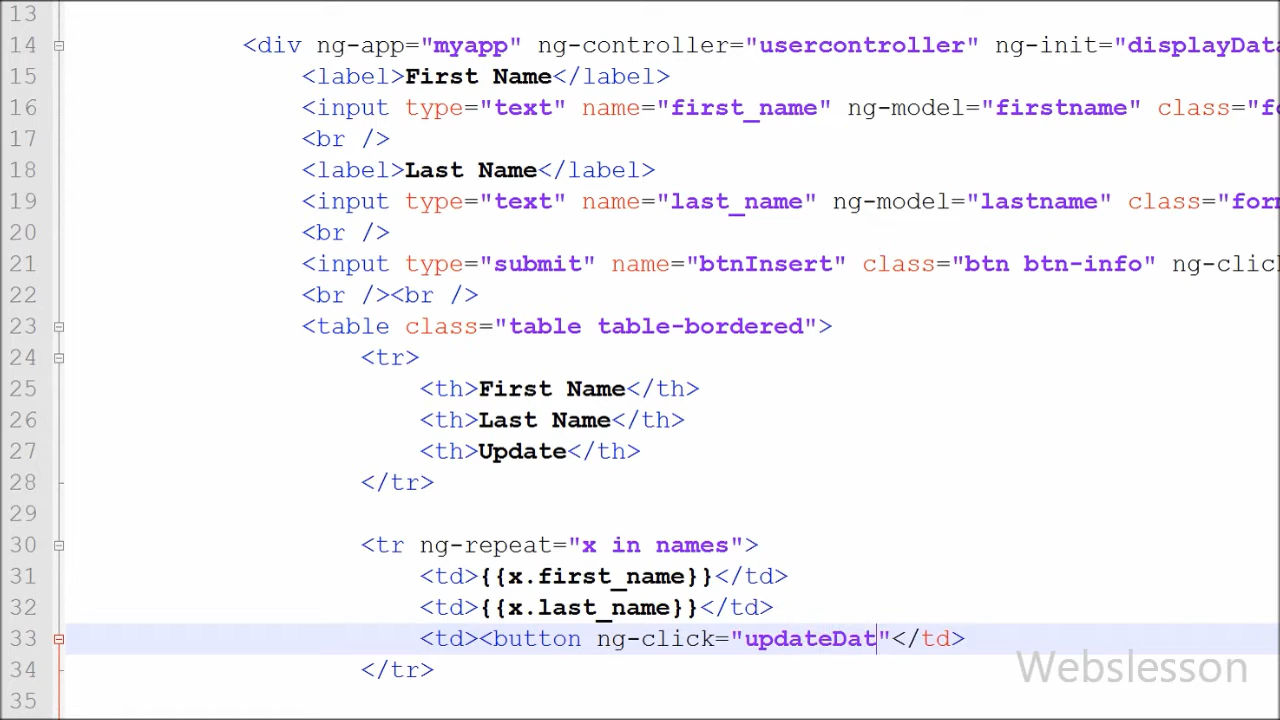 13
14 <div ng-app="myapp" ng-controller="usercontroller" ng-init="displayData
15 <label>First Name</label>
16 <input type="text" name="first_name" ng-model="firstname" class="fo
17 <br />
18 <label>Last Name</label>
19 <input type="text" name="last_name" ng-model="lastname" class="for
20 <br />
21 <input type="submit" name="btnInsert" class="btn btn-info" ng-clic
22 <br /><br />
23 <table class="table table-bordered">
24 <tr>
25 <th>First Name</th>
26 <th>Last Name</th>
27 <th>Update</th>
28 </tr>
29
30 <tr ng-repeat="x in names">
31 <td>{{x.first_name}}</td>
32 <td>{{x.last_name}}</td>
33 <td><button ng-click="updateDat"</td>
34 </tr>
35
Webslesson